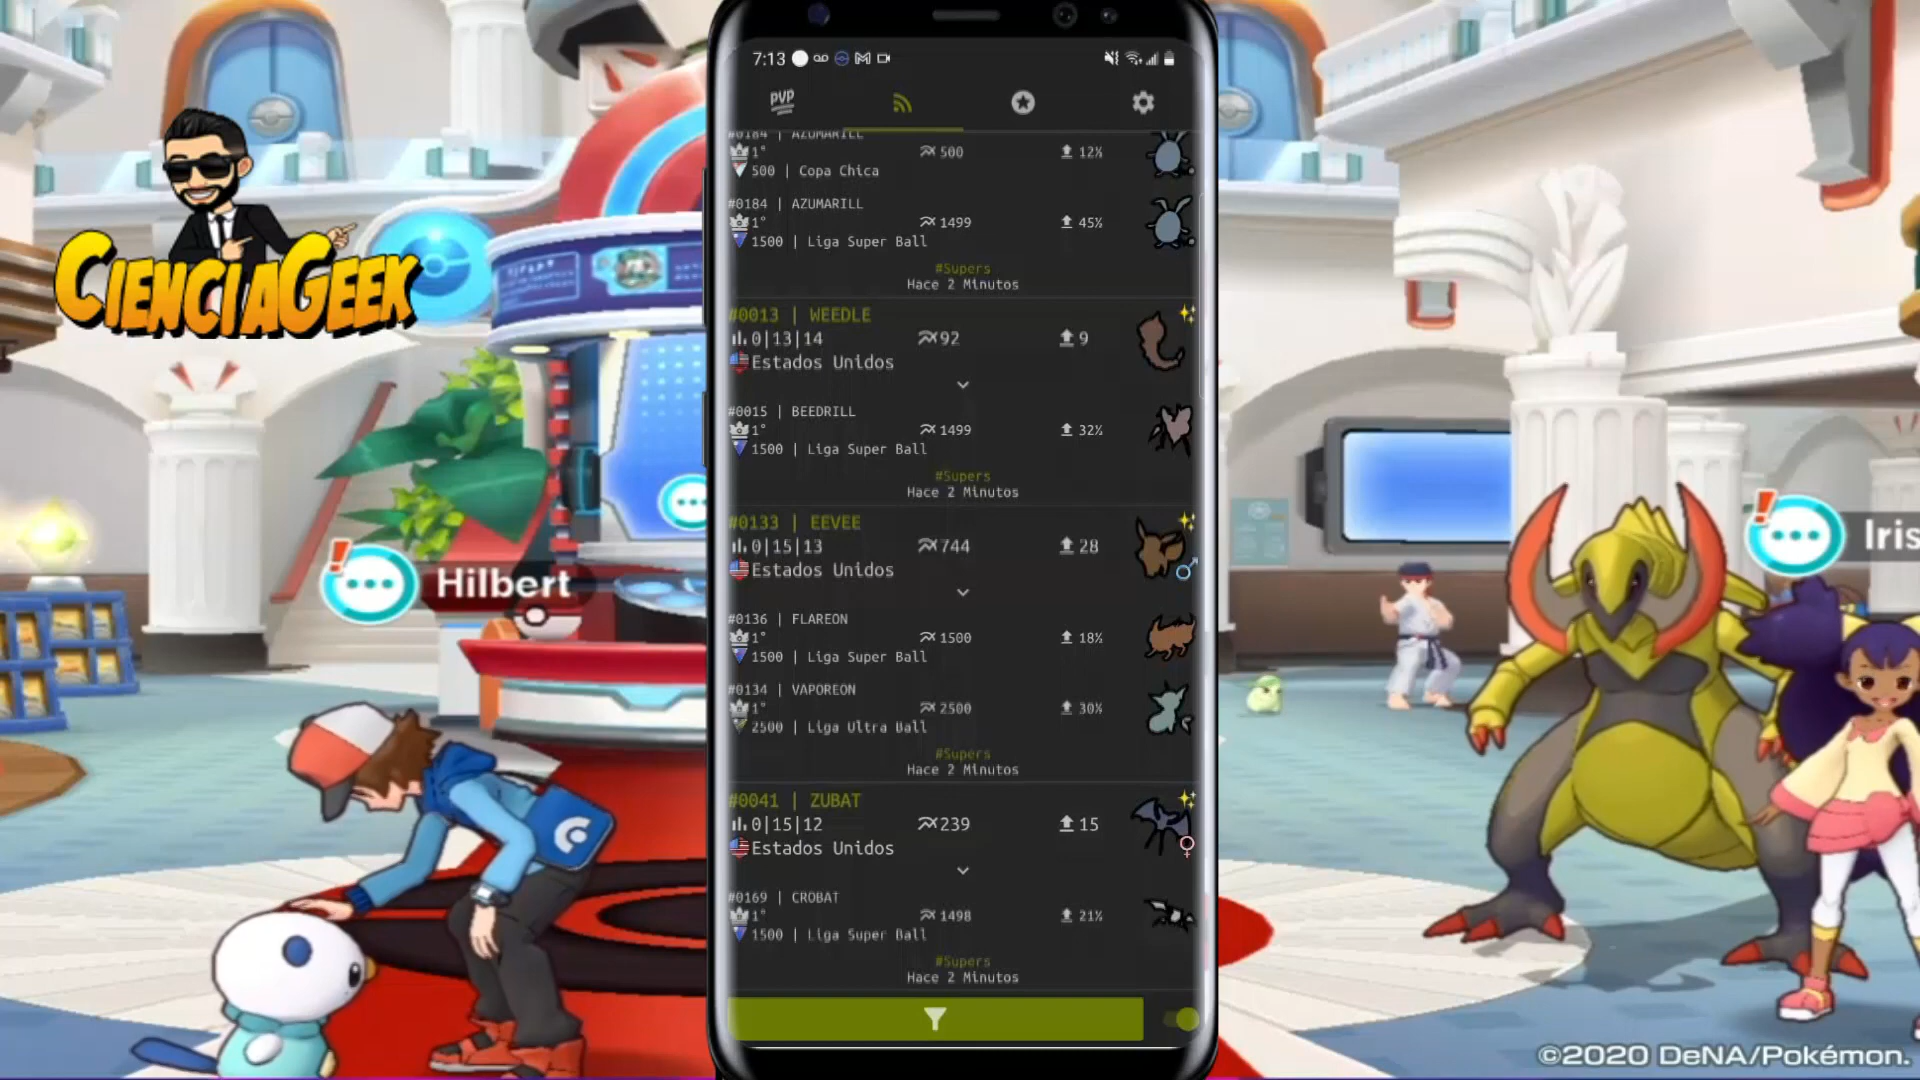 CIENCIAGEEK
7:13
PVP
#0184 | AZUMARILL
1°
500
12%
500 | Copa Chica
#0184 | AZUMARILL
1°
1499
45%
1500 | Liga Super Ball
#Supers
Hace 2 Minutos
#0013 | WEEDLE
0|13|14
92
9
Estados Unidos
#0015 | BEEDRILL
1°
1499
32%
1500 | Liga Super Ball
#Supers
Hace 2 Minutos
#0133 | EEVEE
0|15|13
744
28
Estados Unidos
#0136 | FLAREON
1°
1500
18%
1500 | Liga Super Ball
#0134 | VAPOREON
1°
2500
30%
2500 | Liga Ultra Ball
#Supers
Hace 2 Minutos
#0041 | ZUBAT
0|15|12
239
15
Estados Unidos
#0169 | CROBAT
1°
1498
21%
1500 | Liga Super Ball
#Supers
Hace 2 Minutos
Hilbert
Iris
©2020 DeNA/Pokémon.